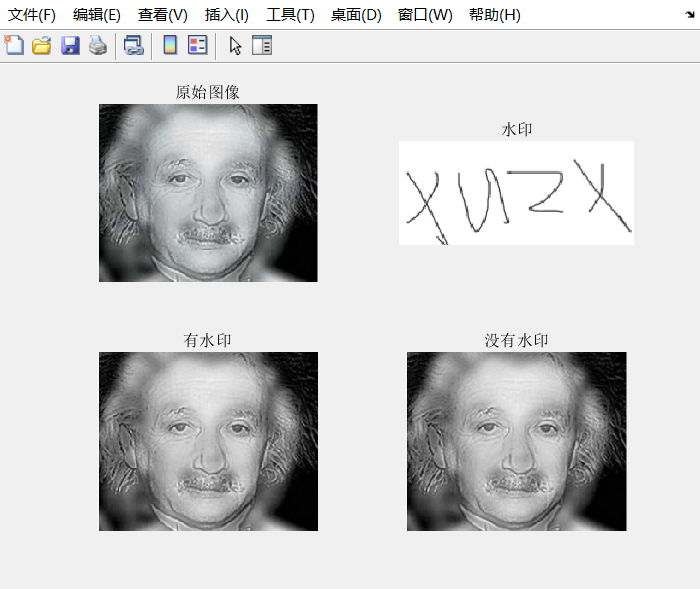 文件(F) 编辑(E) 查看(V) 插入(I) 工具(T) 桌面(D) 窗口(W) 帮助(H)
原始图像
水印
xuzx
有水印
没有水印